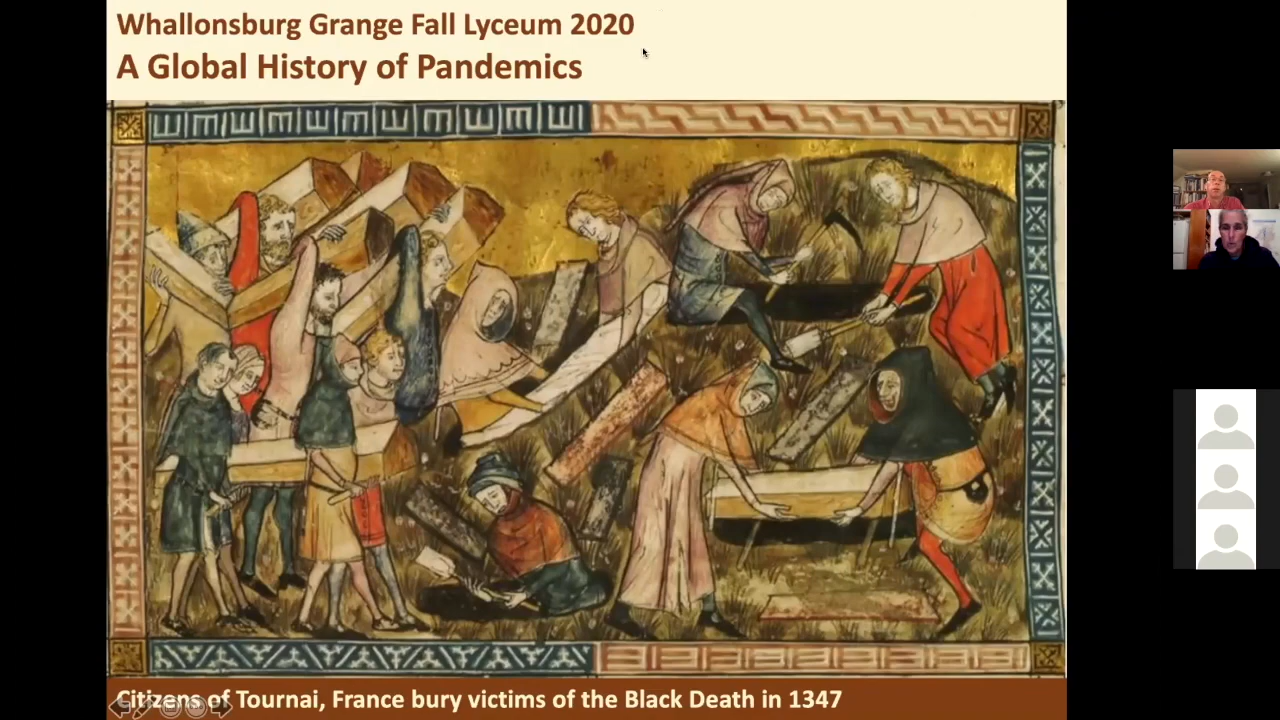 Whallonsburg Grange Fall Lyceum 2020
A Global History of Pandemics
Citizens of Tournai, France bury victims of the Black Death in 1347